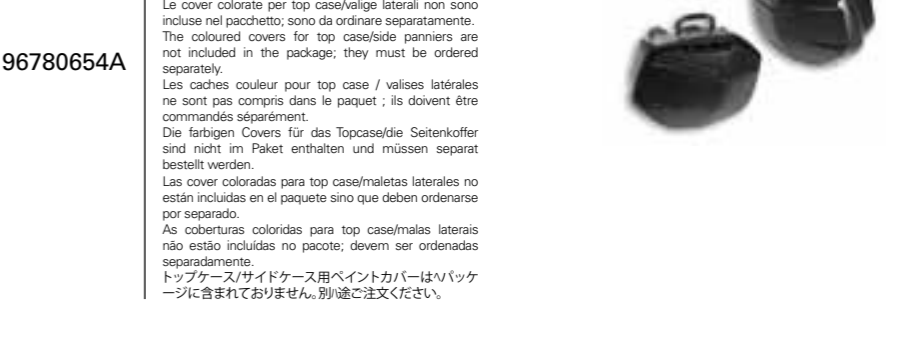 Le cover colorate per top case/valige laterali non sono
incluse nel pacchetto; sono da ordinare separatamente.
The coloured covers for top case/side panniers are
not included in the package; they must be ordered
separately.
96780654A
Les caches couleur pour top case / valises latérales
ne sont pas compris dans le paquet ; ils doivent être
commandés séparément.
Die farbigen Covers für das Topcase/die Seitenkoffer
sind nicht im Paket enthalten und müssen separat
bestellt werden.
Las cover coloradas para top case/maletas laterales no
están incluidas en el paquete sino que deben ordenarse
por separado.
As coberturas coloridas para top case/malas laterais
não estão incluídas no pacote; devem ser ordenadas
separadamente.
トップケース/サイドケース用ペイントカバーはヘパッケ
ージに含まれておりません。別\途ご注文ください。